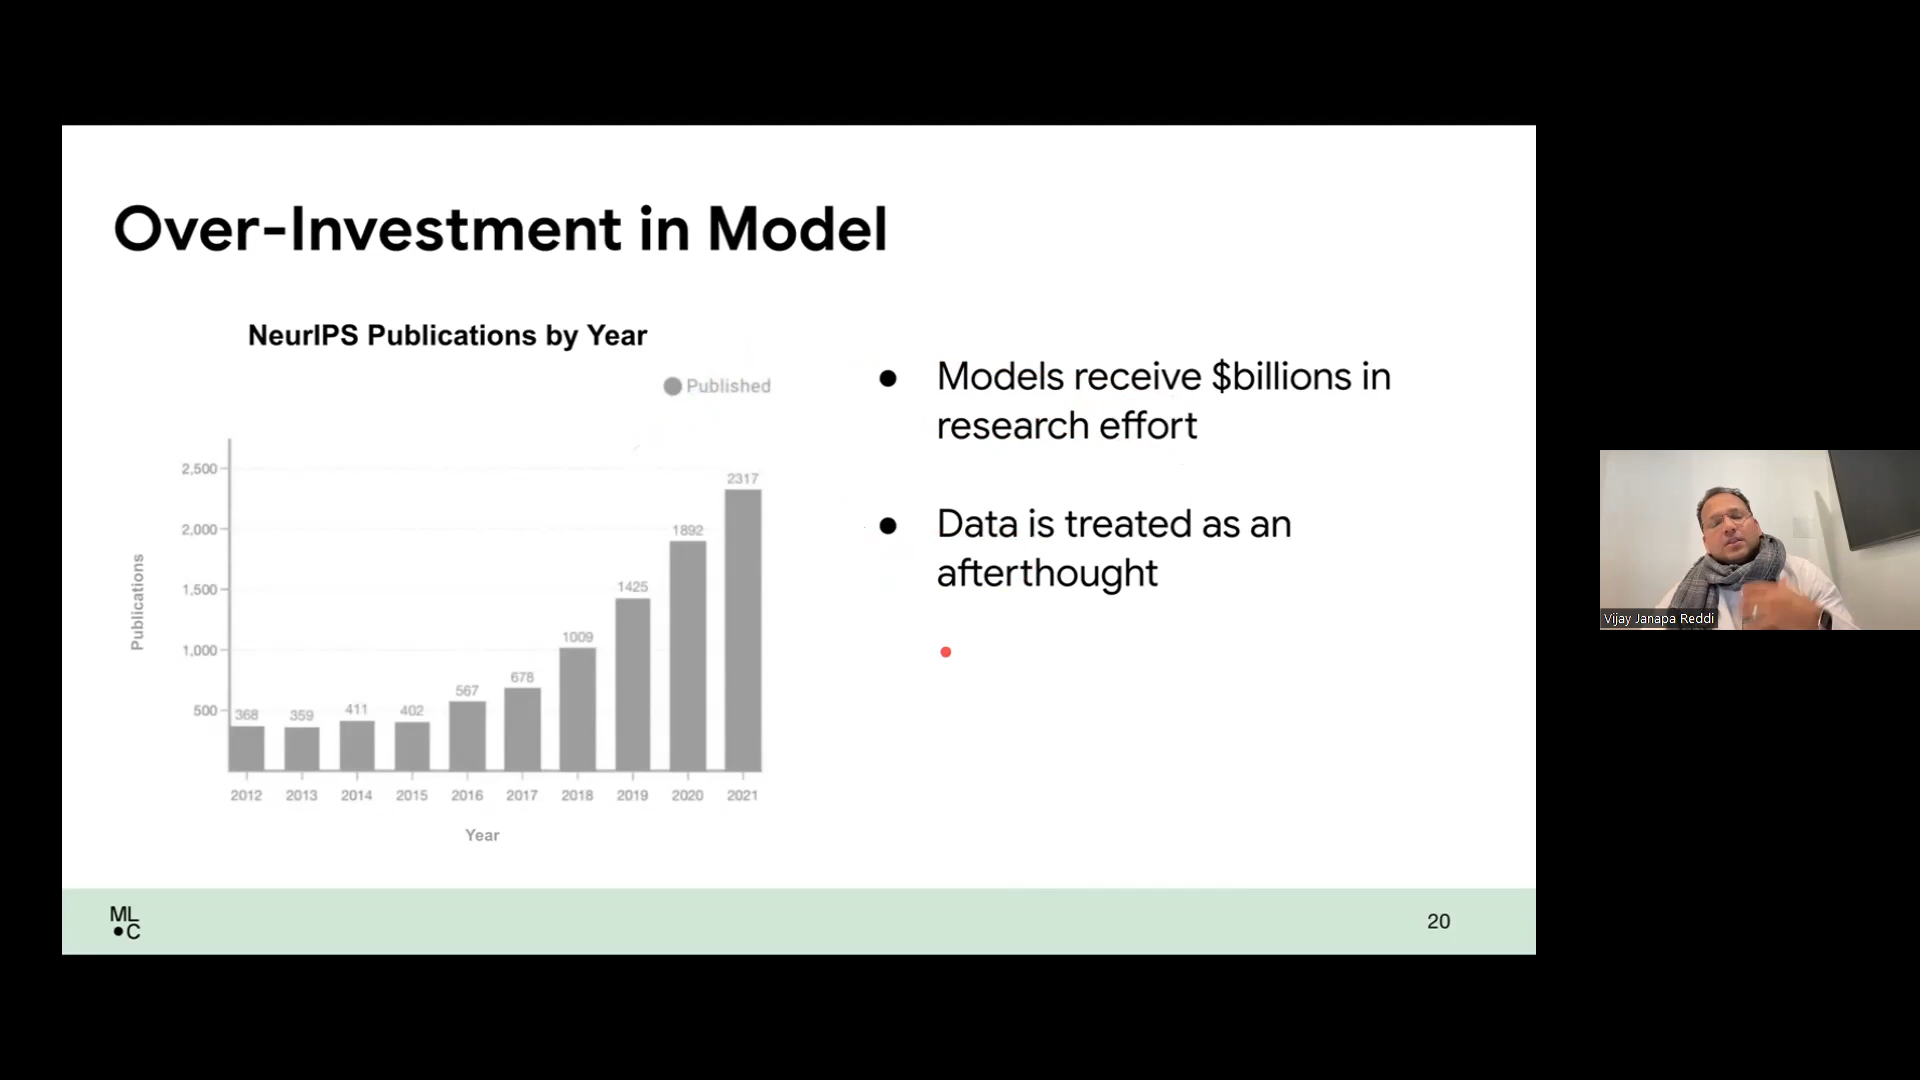 Over-Investment in Model
NeurIPS Publications by Year
Published
Publications
2,500
2,000
1,500
1,000
500
368
359
411
402
567
678
1009
1425
1892
2317
2012 2013 2014 2015 2016 2017 2018 2019 2020 2021
Year
● Models receive $billions in
research effort
● Data is treated as an
afterthought
ML
●C
20
Vijay Janapa Reddi